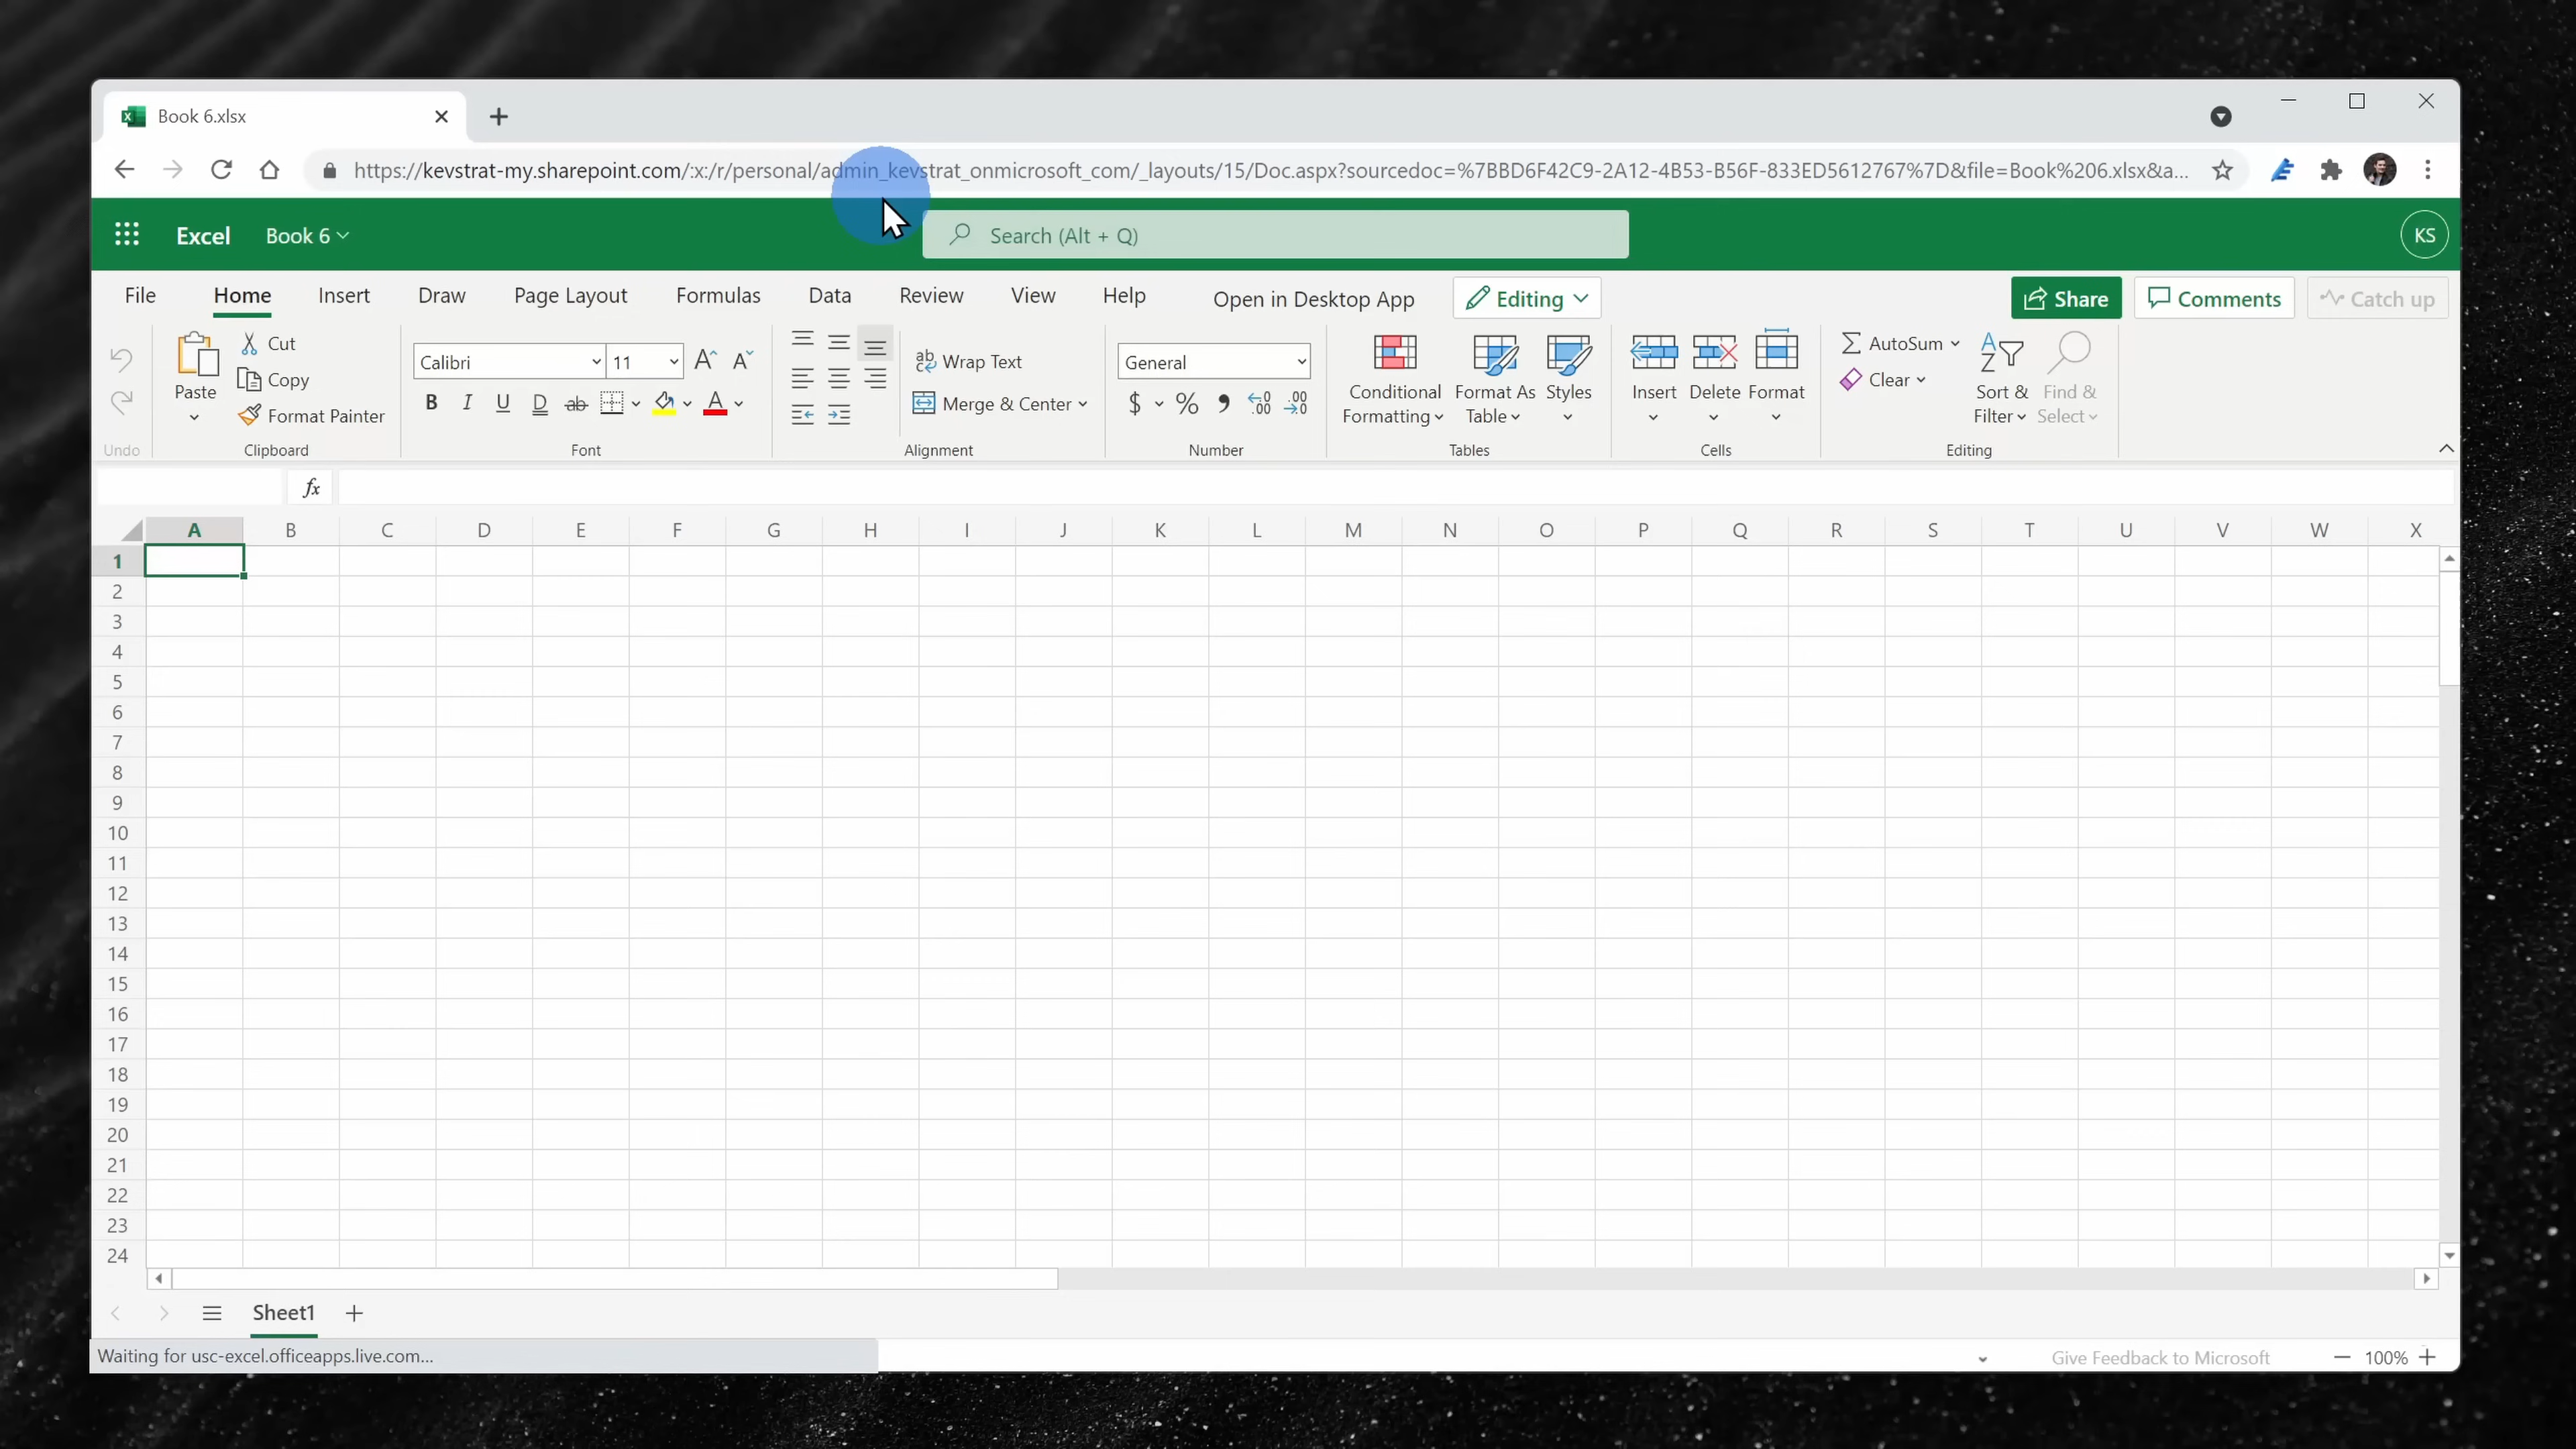 Book 6.xlsx
https://kevstrat-my.sharepoint.com/:x:/r/personal/admin_kevstrat_onmicrosoft_com/_layouts/15/Doc.aspx?sourcedoc=%7BBD6F42C9-2A12-4B53-B56F-833ED5612767%7D&file=Book%206.xlsx&a...
Excel Book 6 Search (Alt + Q) KS
File Home Insert Draw Page Layout Formulas Data Review View Help Open in Desktop App Editing Share Comments Catch up
Paste Cut Copy Format Painter
Calibri 11
B I U D ab
ab Wrap Text
Merge & Center
General
$ % .00 .00
Conditional Formatting
Format As Table
Styles
Insert Delete Format
AutoSum
Clear
Sort & Filter
Find & Select
Undo Clipboard Font Alignment Number Tables Cells Editing
fx
A B C D E F G H I J K L M N O P Q R S T U V W X
1
2
3
4
5
6
7
8
9
10
11
12
13
14
15
16
17
18
19
20
21
22
23
24
Sheet1
Waiting for usc-excel.officeapps.live.com...
Give Feedback to Microsoft 100%